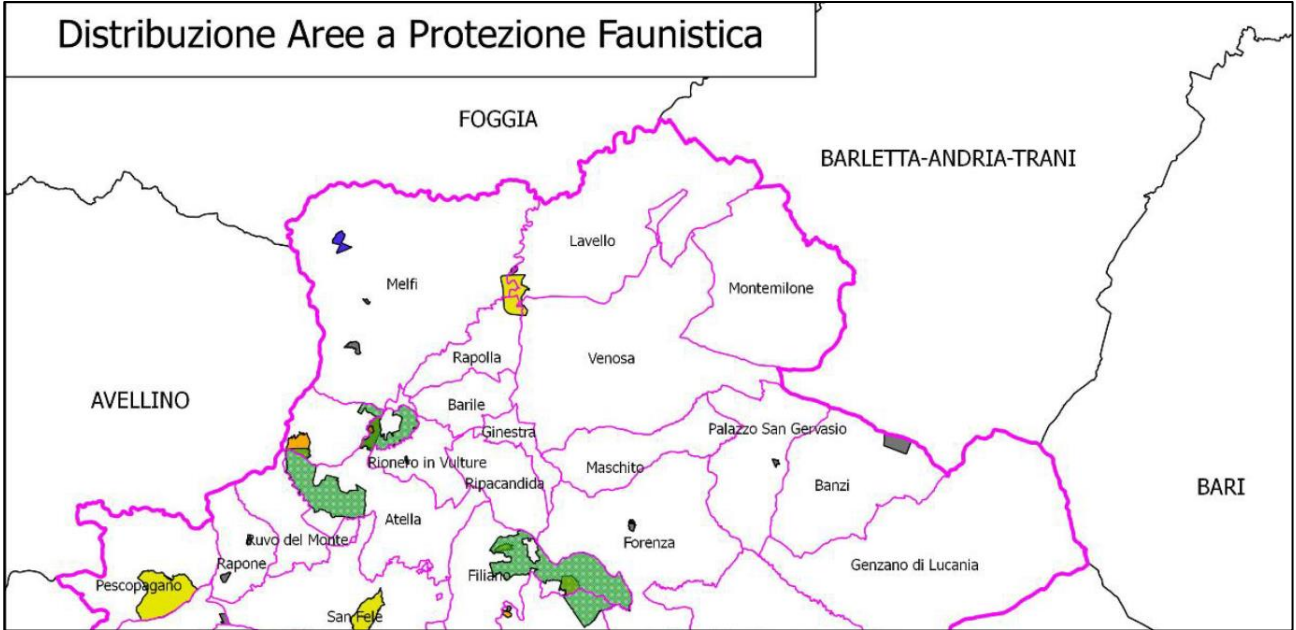 Distribuzione Aree a Protezione Faunistica
FOGGIA
BARLETTA-ANDRIA-TRANI
Lavello
Melfi
Montemilone
Rapolla
Venosa
AVELLINO
Barile
Ginestra
Palazzo San Gervasio
Rionero in Vulture
Maschito
Ripacandida
Banzi
BARI
Atella
Ruvo del Monte
Forenza
Rapone
Genzano di Lucania
Filiano
Pescopagano
San Fele